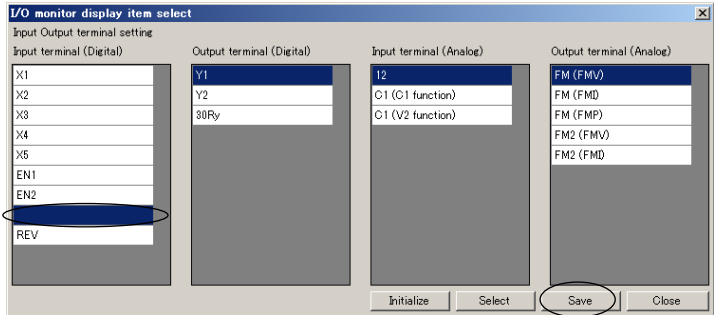 I/O monitor display item select
Input Output terminal setting
Input terminal (Digital)
X1
X2
X3
X4
X5
EN1
EN2
REV
Output terminal (Digital)
Y1
Y2
30Ry
Input terminal (Analog)
12
C1 (C1 function)
C1 (V2 function)
Output terminal (Analog)
FM (FMV)
FM (FMI)
FM (FMP)
FM2 (FMV)
FM2 (FMI)
Initialize
Select
Save
Close